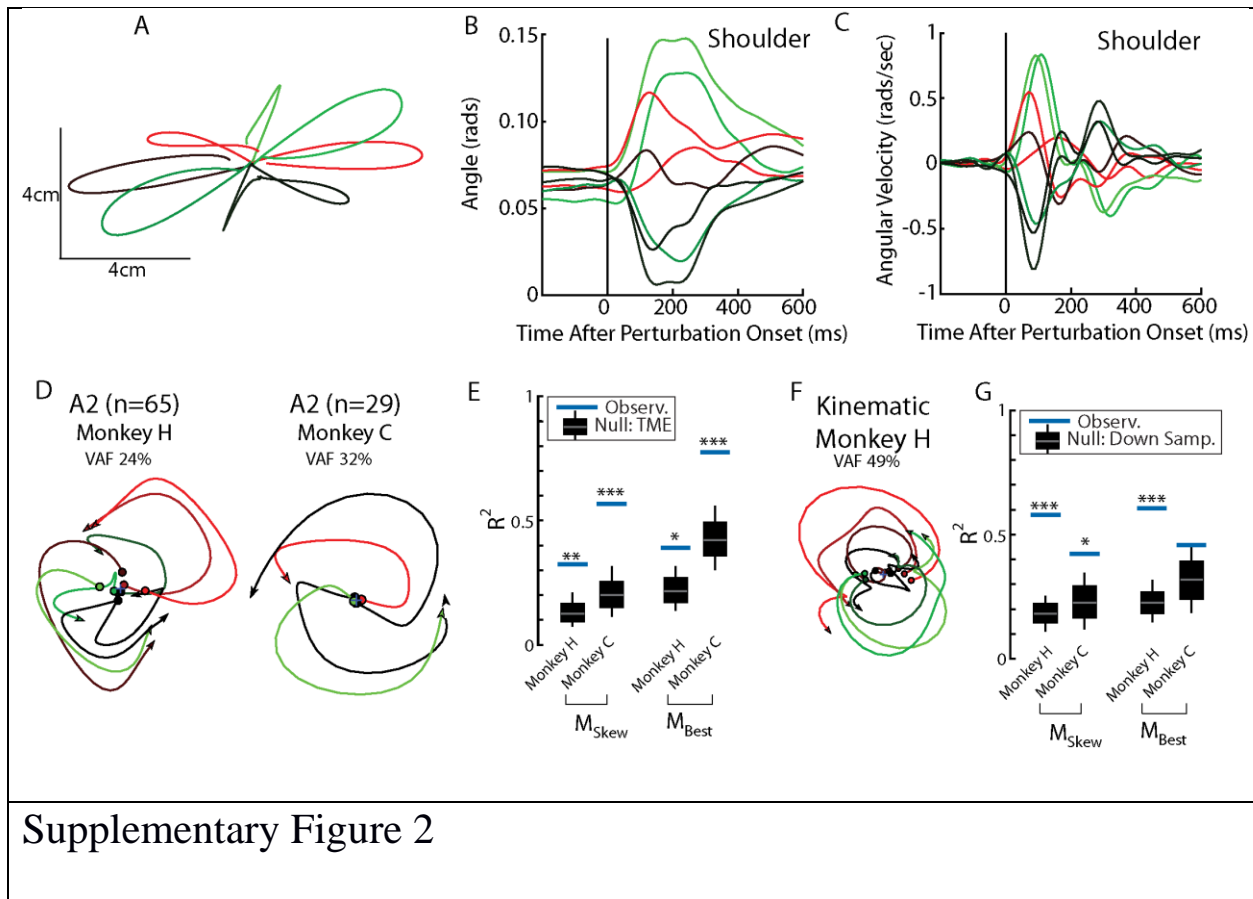 A
4cm
4cm
B
Shoulder
0.15
0.10
0.05
0
Angle (rads)
0
200
400
600
Time After Perturbation Onset (ms)
C
Shoulder
1
0.5
0
-0.5
-1
Angular Velocity (rads/sec)
0
200
400
600
Time After Perturbation Onset (ms)
D
A2 (n=65)
Monkey H
VAF 24%
A2 (n=29)
Monkey C
VAF 32%
E
1
0.5
0
R²
Observ.
Null: TME
**
***
*
***
Monkey H
Monkey C
Monkey H
Monkey C
M Skew
M Best
F
Kinematic
Monkey H
VAF 49%
G
1
0.5
0
R²
Observ.
Null: Down Samp.
***
*
***
Monkey H
Monkey C
Monkey H
Monkey C
M Skew
M Best
Supplementary Figure 2